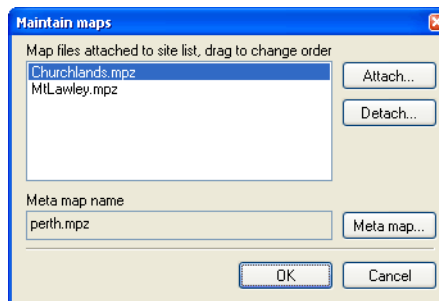 Maintain maps
Map files attached to site list, drag to change order
Churchlands.mpz
MtLawley.mpz
Attach...
Detach...
Meta map name
perth.mpz
Meta map...
OK
Cancel